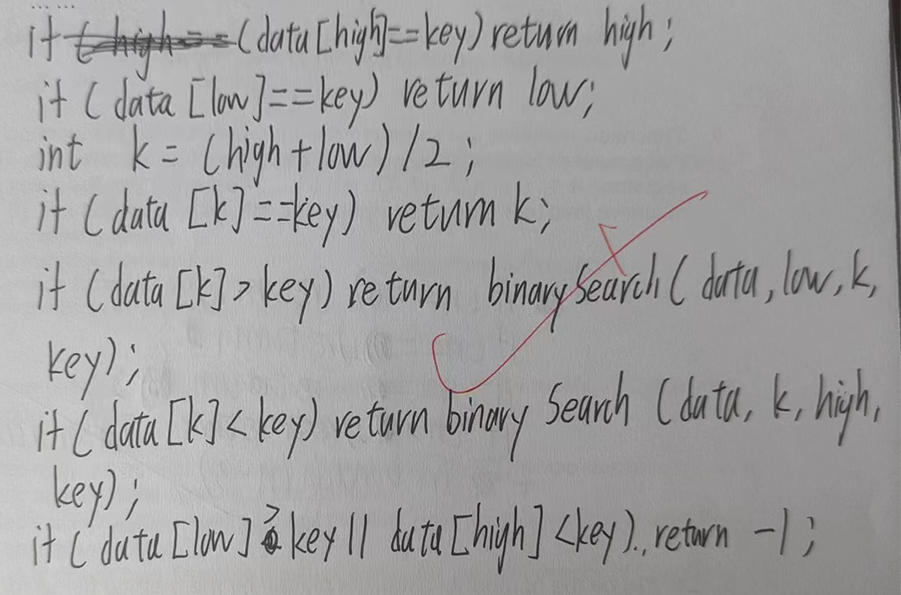 ……
if (data[high]==key) return high;
if (data[low]==key) return low;
int k = (high+low)/2;
if (data[k]==key) return k;
if (data[k]>key) return binarySearch(data, low, k,
key);
if (data[k]<key) return binary Search (data, k, high,
key);
if (data[low]>key || data[high]<key) return -1;